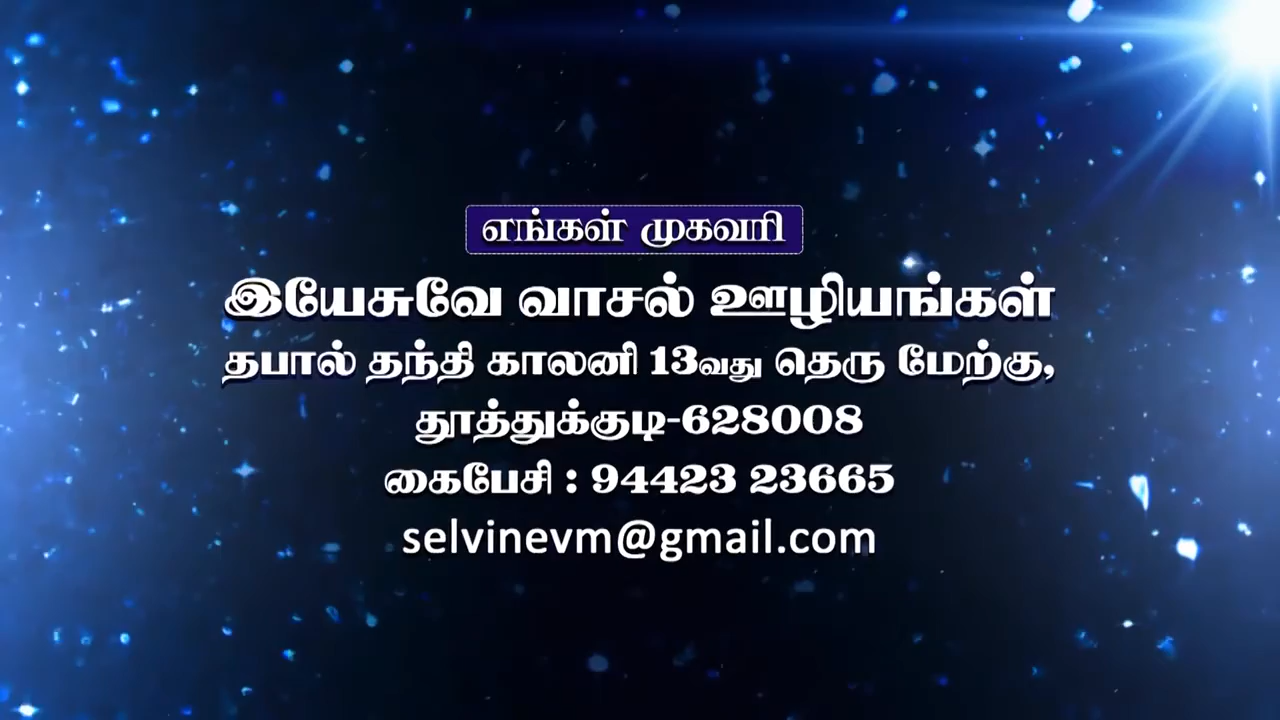 எங்கள் முகவரி
இயேசுவே வாசல் ஊழியங்கள்
தபால் தந்தி காலனி 13வது தெரு மேற்கு,
தூத்துக்குடி-628008
கைபேசி : 94423 23665
selvinevm@gmail.com